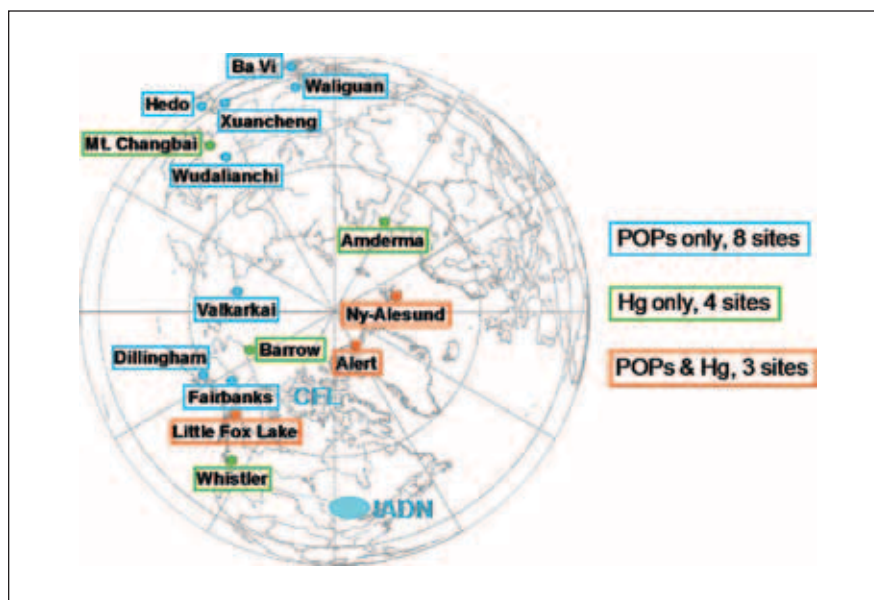 Ba Vi
Waliguan
Hedo
Xuancheng
Mt. Changbai
Wudalianchi
Amderma
POPs only, 8 sites
Valkarkai
Ny-Alesund
Hg only, 4 sites
Barrow
Alert
Dillingham
POPs & Hg, 3 sites
Fairbanks
CFL
Little Fox Lake
Whistler
IADN